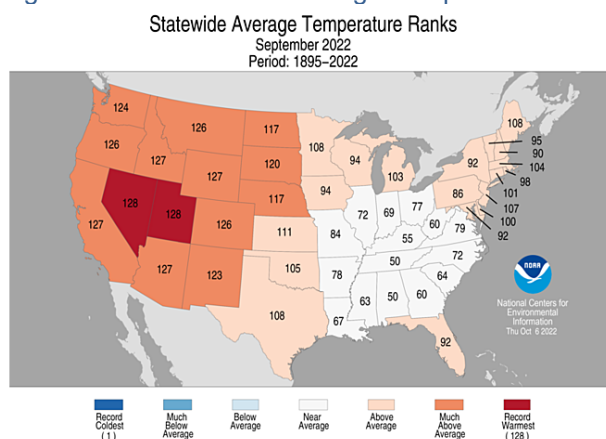 Statewide Average Temperature Ranks
September 2022
Period: 1895–2022
124
126
117
108
108
126
127
120
94
95
127
103
92
90
104
98
128
128
117
94
86
101
107
100
92
127
126
111
84
72
69
77
60
79
55
127
123
105
78
50
72
64
108
67
63
50
60
92
NOAA
National Centers for
Environmental
Information
Thu Oct 6 2022
Record
Coldest
(1)
Much
Below
Average
Below
Average
Near
Average
Above
Average
Much
Above
Average
Record
Warmest
(128)